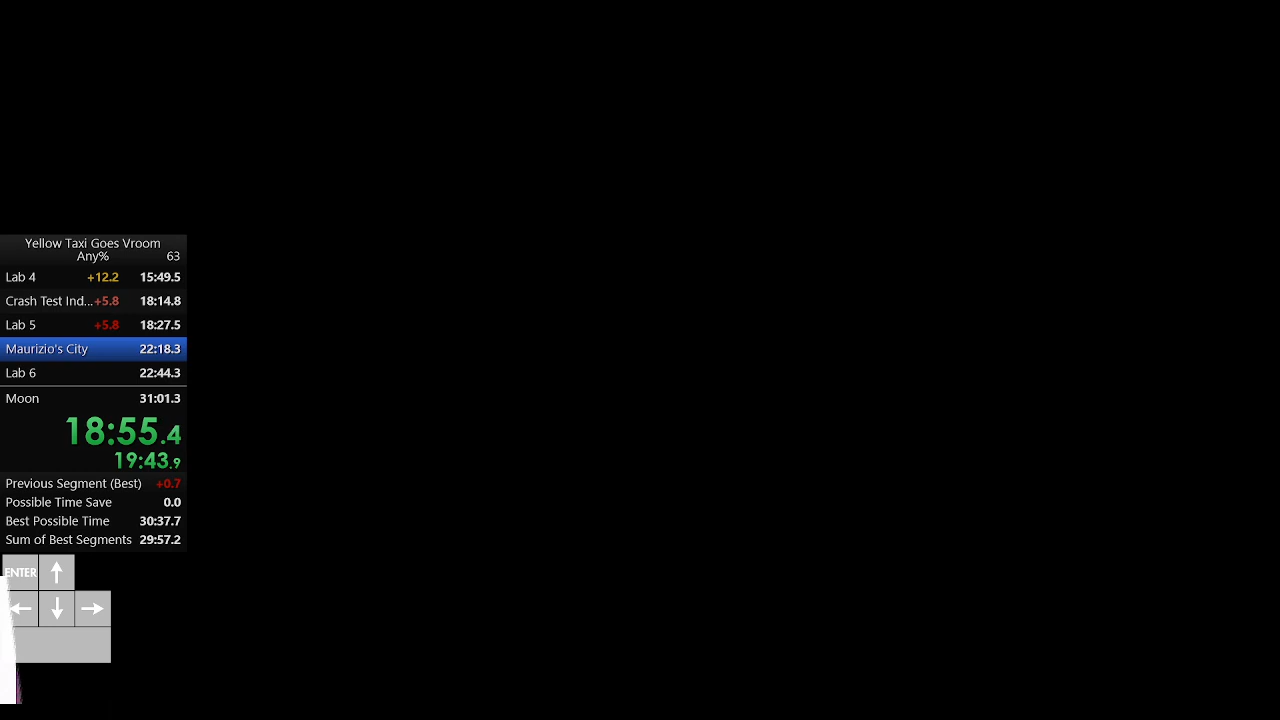 Yellow Taxi Goes Vroom
Any% 63
Lab 4 +12.2 15:49.5
Crash Test Ind... +5.8 18:14.8
Lab 5 +5.8 18:27.5
Maurizio's City 22:18.3
Lab 6 22:44.3
Moon 31:01.3
18:55.4
19:43.9
Previous Segment (Best) +0.7
Possible Time Save 0.0
Best Possible Time 30:37.7
Sum of Best Segments 29:57.2
ENTER ↑
← ↓ →